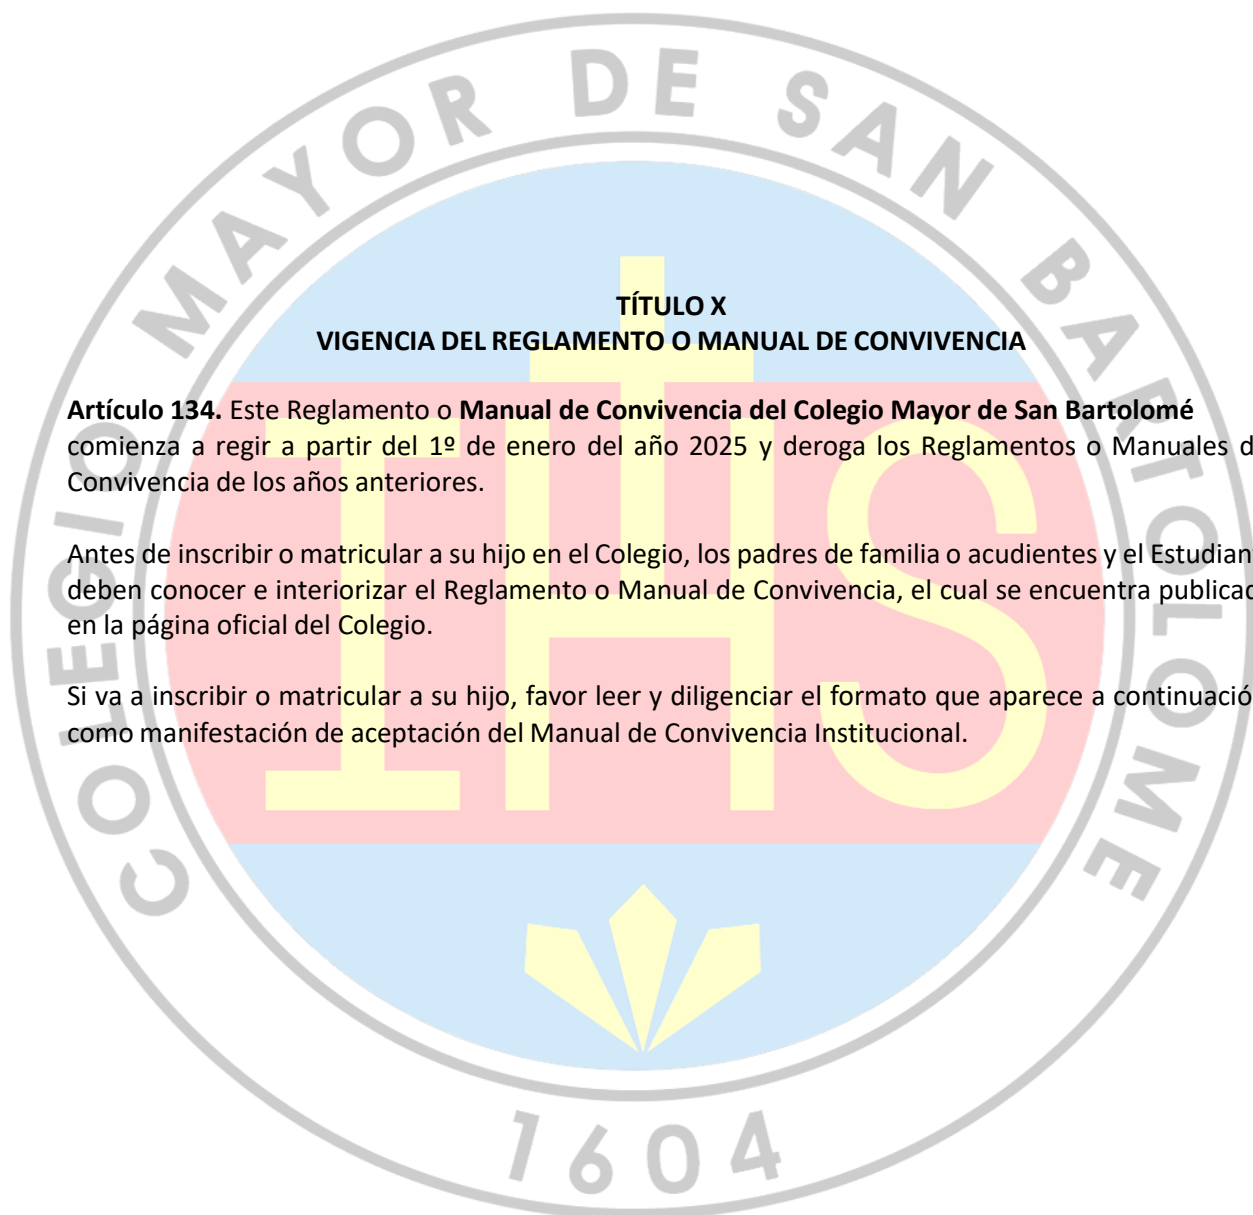 COLEGIO MAYOR DE SAN BARTOLOME
TÍTULO X
VIGENCIA DEL REGLAMENTO O MANUAL DE CONVIVENCIA
Artículo 134. Este Reglamento o Manual de Convivencia del Colegio Mayor de San Bartolomé
comienza a regir a partir del 1º de enero del año 2025 y deroga los Reglamentos o Manuales d
Convivencia de los años anteriores.
Antes de inscribir o matricular a su hijo en el Colegio, los padres de familia o acudientes y el Estudian
deben conocer e interiorizar el Reglamento o Manual de Convivencia, el cual se encuentra publicad
en la página oficial del Colegio.
Si va a inscribir o matricular a su hijo, favor leer y diligenciar el formato que aparece a continuació
como manifestación de aceptación del Manual de Convivencia Institucional.
IHS
1604